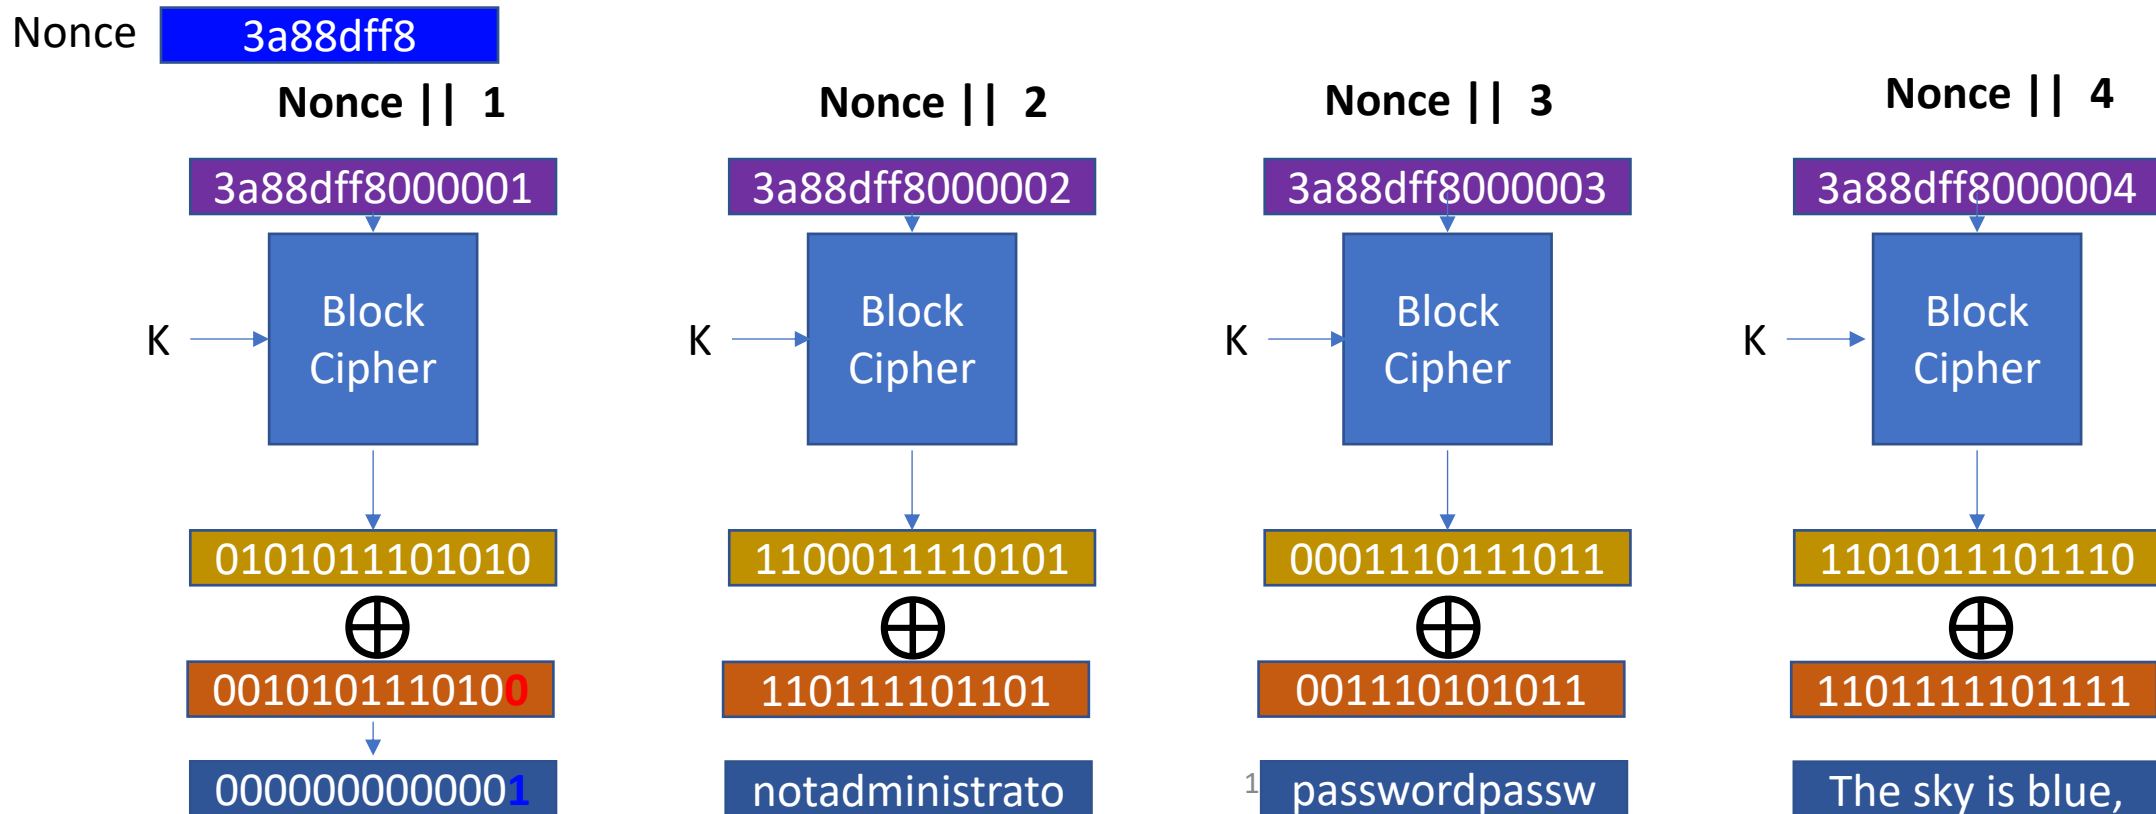 Nonce 3a88dff8
Nonce || 1 Nonce || 2 Nonce || 3 Nonce || 4
3a88dff8000001 3a88dff8000002 3a88dff8000003 3a88dff8000004
Block Block Block Block
K K K K
Cipher Cipher Cipher Cipher
0101011101010 1100011110101 0001110111011 1101011101110
0010101110100 110111101101 001110101011 1101111101111
0000000000001 notadministrato 1 passwordpassw The sky is blue,